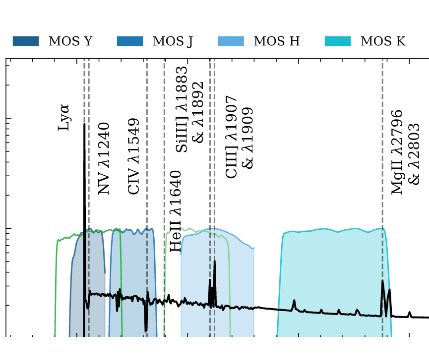 MOS Y
MOS J
MOS H
MOS K
Lyα
NV λ1240
CIV λ1549
HeII λ1640
SiIII] λ1883
& λ1892
CIII] λ1907
& λ1909
MgII λ2796
& λ2803